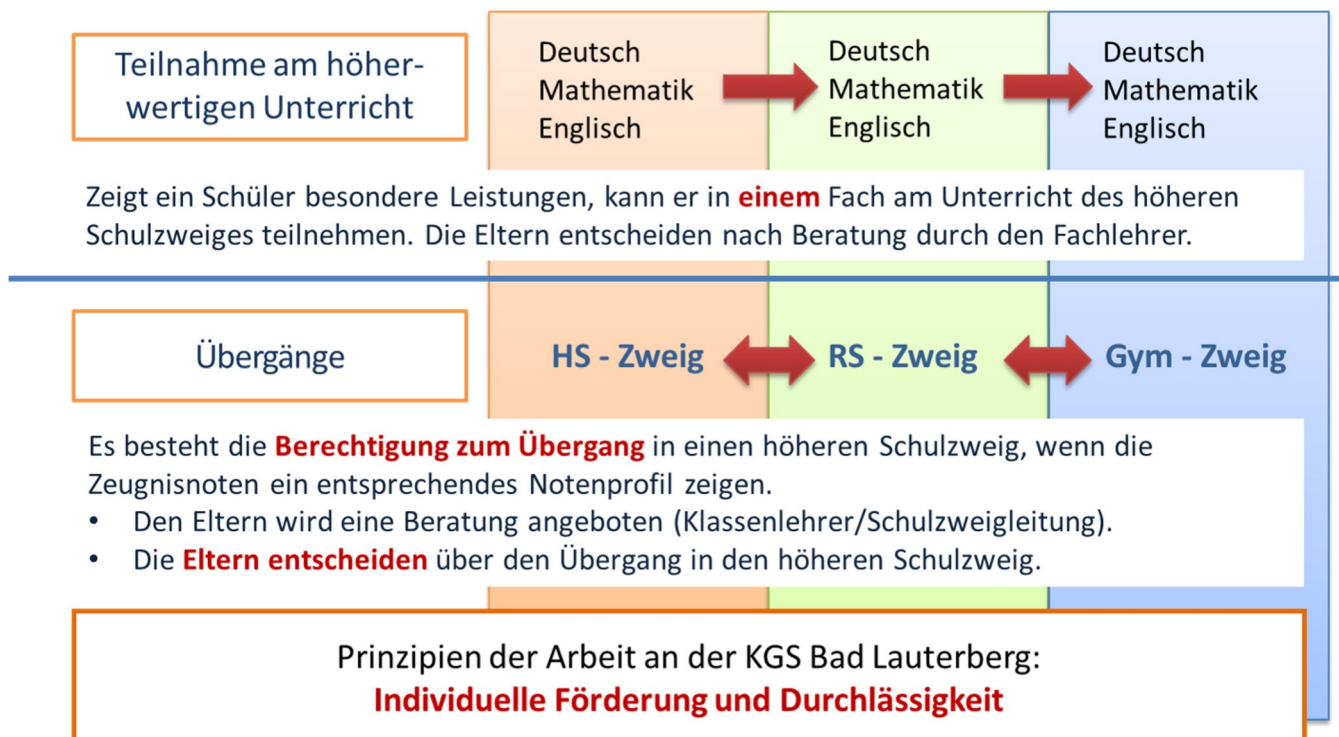 Teilnahme am höher-
wertigen Unterricht
Deutsch
Mathematik
Englisch
Deutsch
Mathematik
Englisch
Deutsch
Mathematik
Englisch
Zeigt ein Schüler besondere Leistungen, kann er in einem Fach am Unterricht des höheren
Schulzweiges teilnehmen. Die Eltern entscheiden nach Beratung durch den Fachlehrer.
Übergänge
HS - Zweig
RS - Zweig
Gym - Zweig
Es besteht die Berechtigung zum Übergang in einen höheren Schulzweig, wenn die
Zeugnisnoten ein entsprechendes Notenprofil zeigen.
• Den Eltern wird eine Beratung angeboten (Klassenlehrer/Schulzweigleitung).
• Die Eltern entscheiden über den Übergang in den höheren Schulzweig.
Prinzipien der Arbeit an der KGS Bad Lauterberg:
Individuelle Förderung und Durchlässigkeit